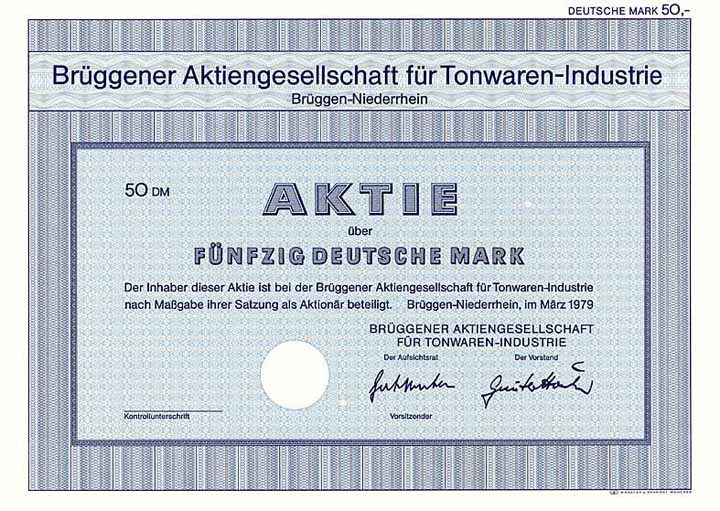 DEUTSCHE MARK 50,-
Brüggener Aktiengesellschaft für Tonwaren-Industrie
Brüggen-Niederrhein
50 DM
AKTIE
über
FÜNFZIG DEUTSCHE MARK
Der Inhaber dieser Aktie ist bei der Brüggener Aktiengesellschaft für Tonwaren-Industrie
nach Maßgabe ihrer Satzung als Aktionär beteiligt. Brüggen-Niederrhein, im März 1979
BRÜGGENER AKTIENGESELLSCHAFT
FÜR TONWAREN-INDUSTRIE
Der Aufsichtsrat Der Vorstand
Kontrollunterschrift Vorsitzender